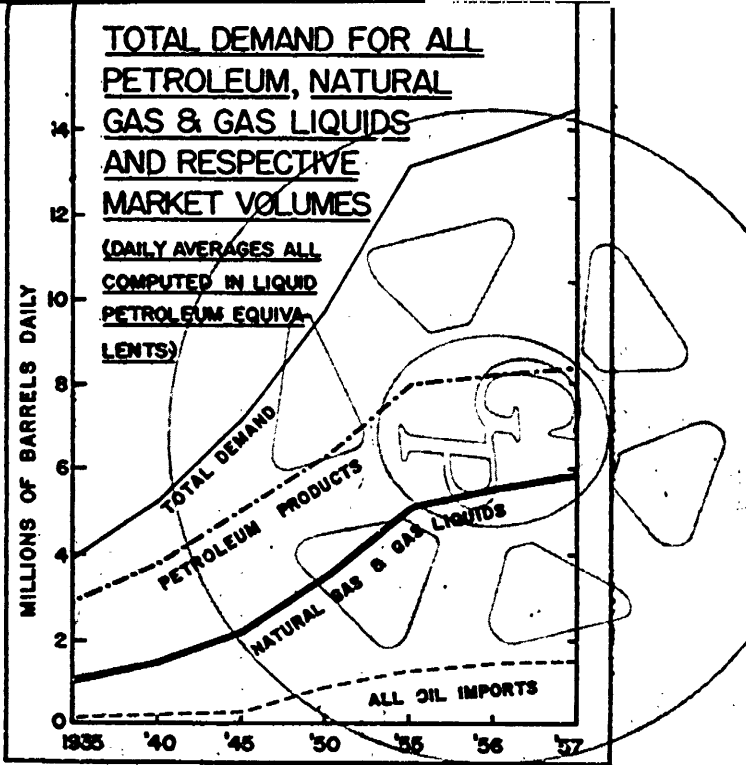 TOTAL DEMAND FOR ALL
PETROLEUM, NATURAL
GAS & GAS LIQUIDS
AND RESPECTIVE
MARKET VOLUMES
(DAILY AVERAGES ALL
COMPUTED IN LIQUID
PETROLEUM EQUIVA-
LENTS)
MILLIONS OF BARRELS DAILY
14
12
10
8
6
4
2
0
TOTAL DEMAND
PETROLEUM PRODUCTS
NATURAL GAS & GAS LIQUIDS
ALL OIL IMPORTS
1935 '40 '45 '50 '55 '56 '57
G
P